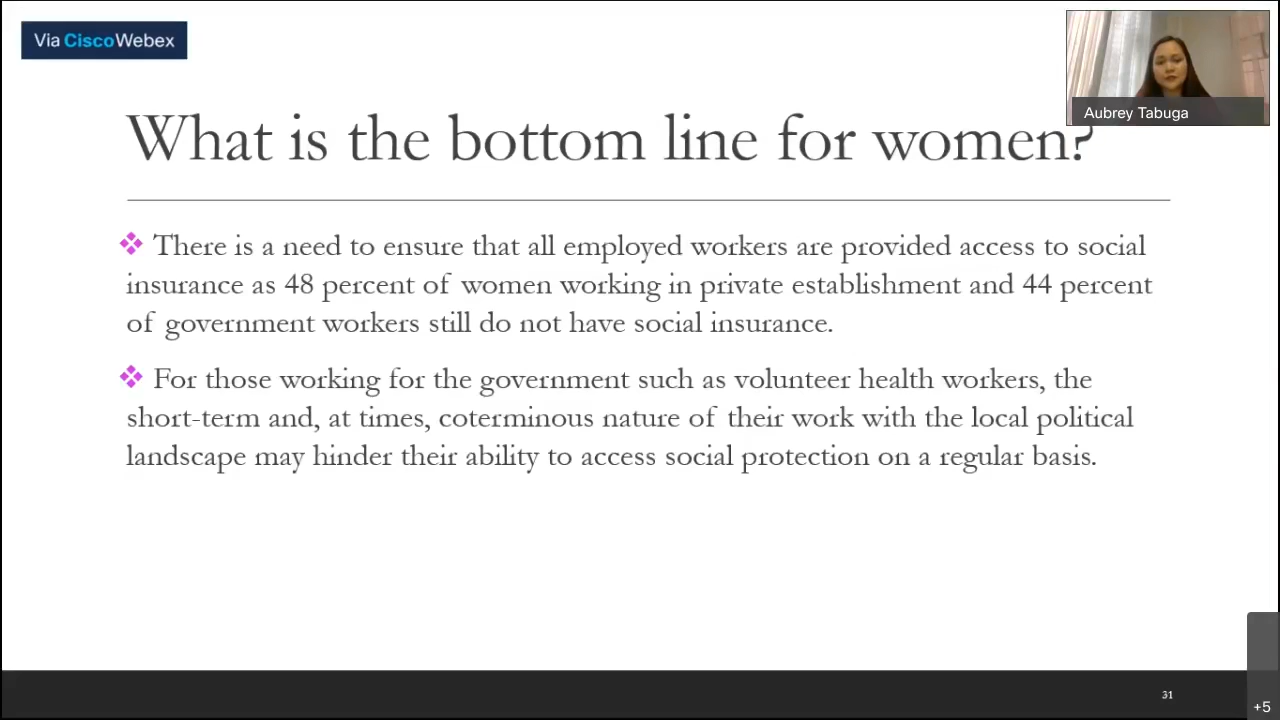 Via CiscoWebex
Aubrey Tabuga
What is the bottom line for women?
There is a need to ensure that all employed workers are provided access to social
insurance as 48 percent of women working in private establishment and 44 percent
of government workers still do not have social insurance.
For those working for the government such as volunteer health workers, the
short-term and, at times, coterminous nature of their work with the local political
landscape may hinder their ability to access social protection on a regular basis.
31
+5